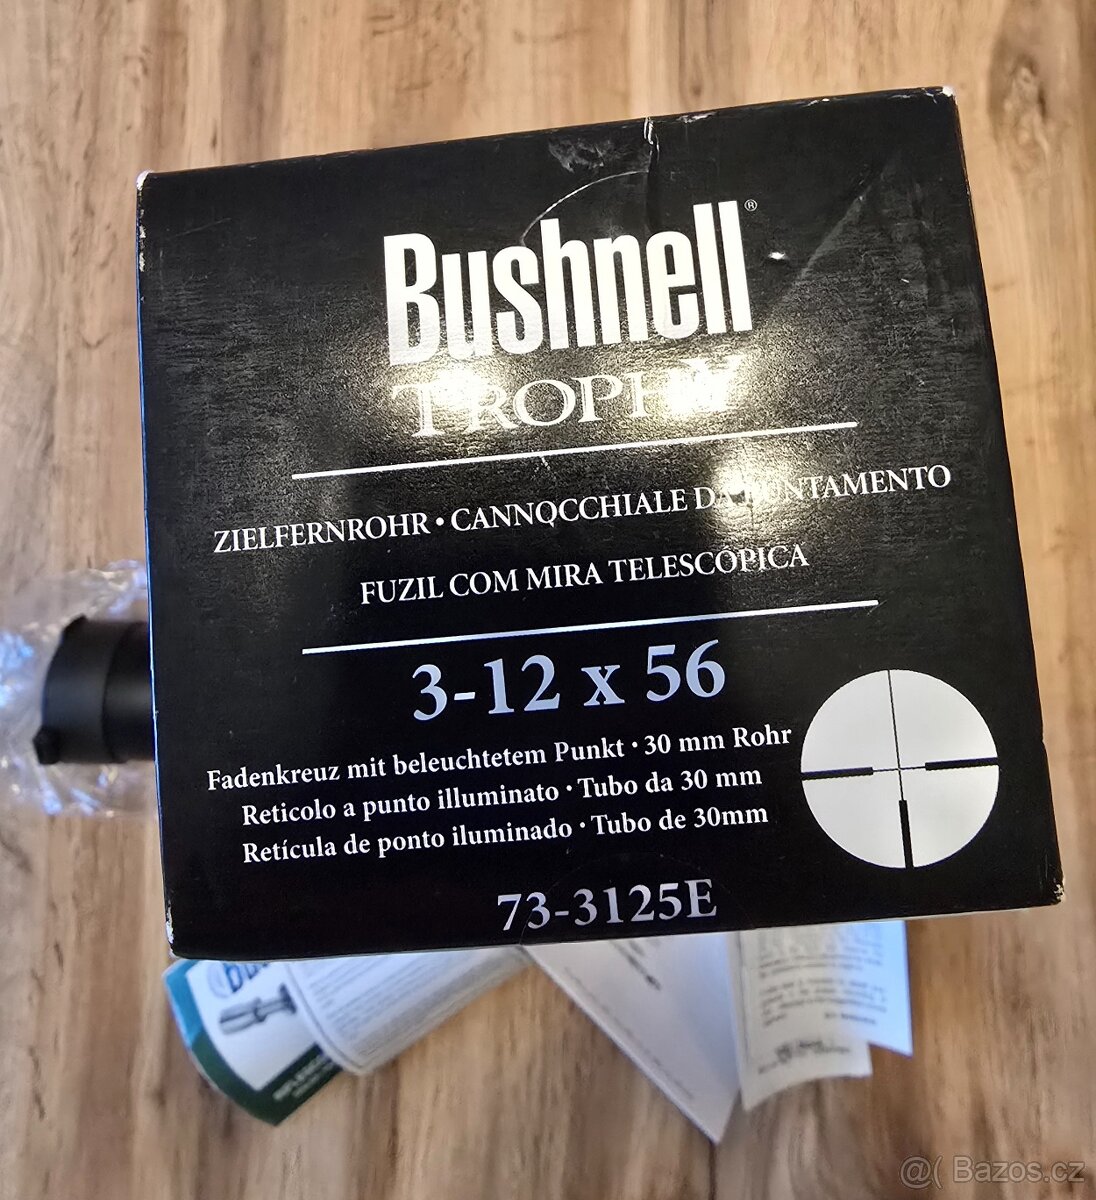 Bushnell®
TROPHY
ZIELFERNROHR • CANNOCCHIALE DA PUNTAMENTO
FUZIL COM MIRA TELESCÓPICA
3-12 x 56
Fadenkreuz mit beleuchtetem Punkt • 30 mm Rohr
Reticolo a punto illuminato • Tubo da 30 mm
Retícula de ponto iluminado • Tubo de 30mm
73-3125E
@( Bazos.cz